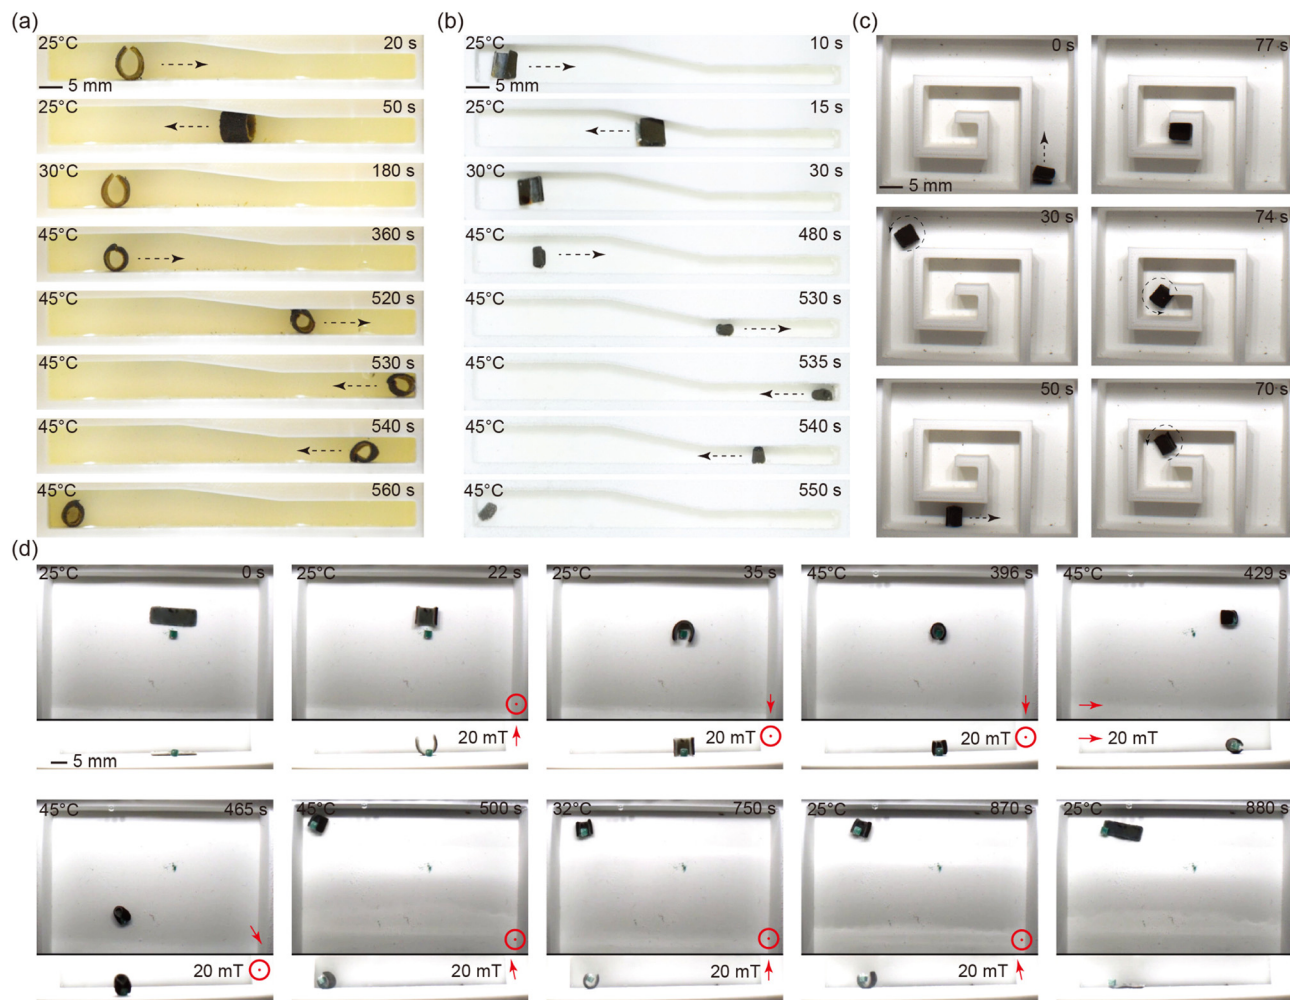 (a)
25°C 20 s
5 mm
25°C 50 s
30°C 180 s
45°C 360 s
45°C 520 s
45°C 530 s
45°C 540 s
45°C 560 s
(b)
25°C 10 s
5 mm
25°C 15 s
30°C 30 s
45°C 480 s
45°C 530 s
45°C 535 s
45°C 540 s
45°C 550 s
(c)
0 s 77 s
5 mm
30 s 74 s
50 s 70 s
(d)
25°C 0 s
5 mm
25°C 22 s
20 mT
25°C 35 s
20 mT
45°C 396 s
20 mT
45°C 429 s
20 mT
45°C 465 s
20 mT
45°C 500 s
20 mT
32°C 750 s
20 mT
25°C 870 s
20 mT
25°C 880 s